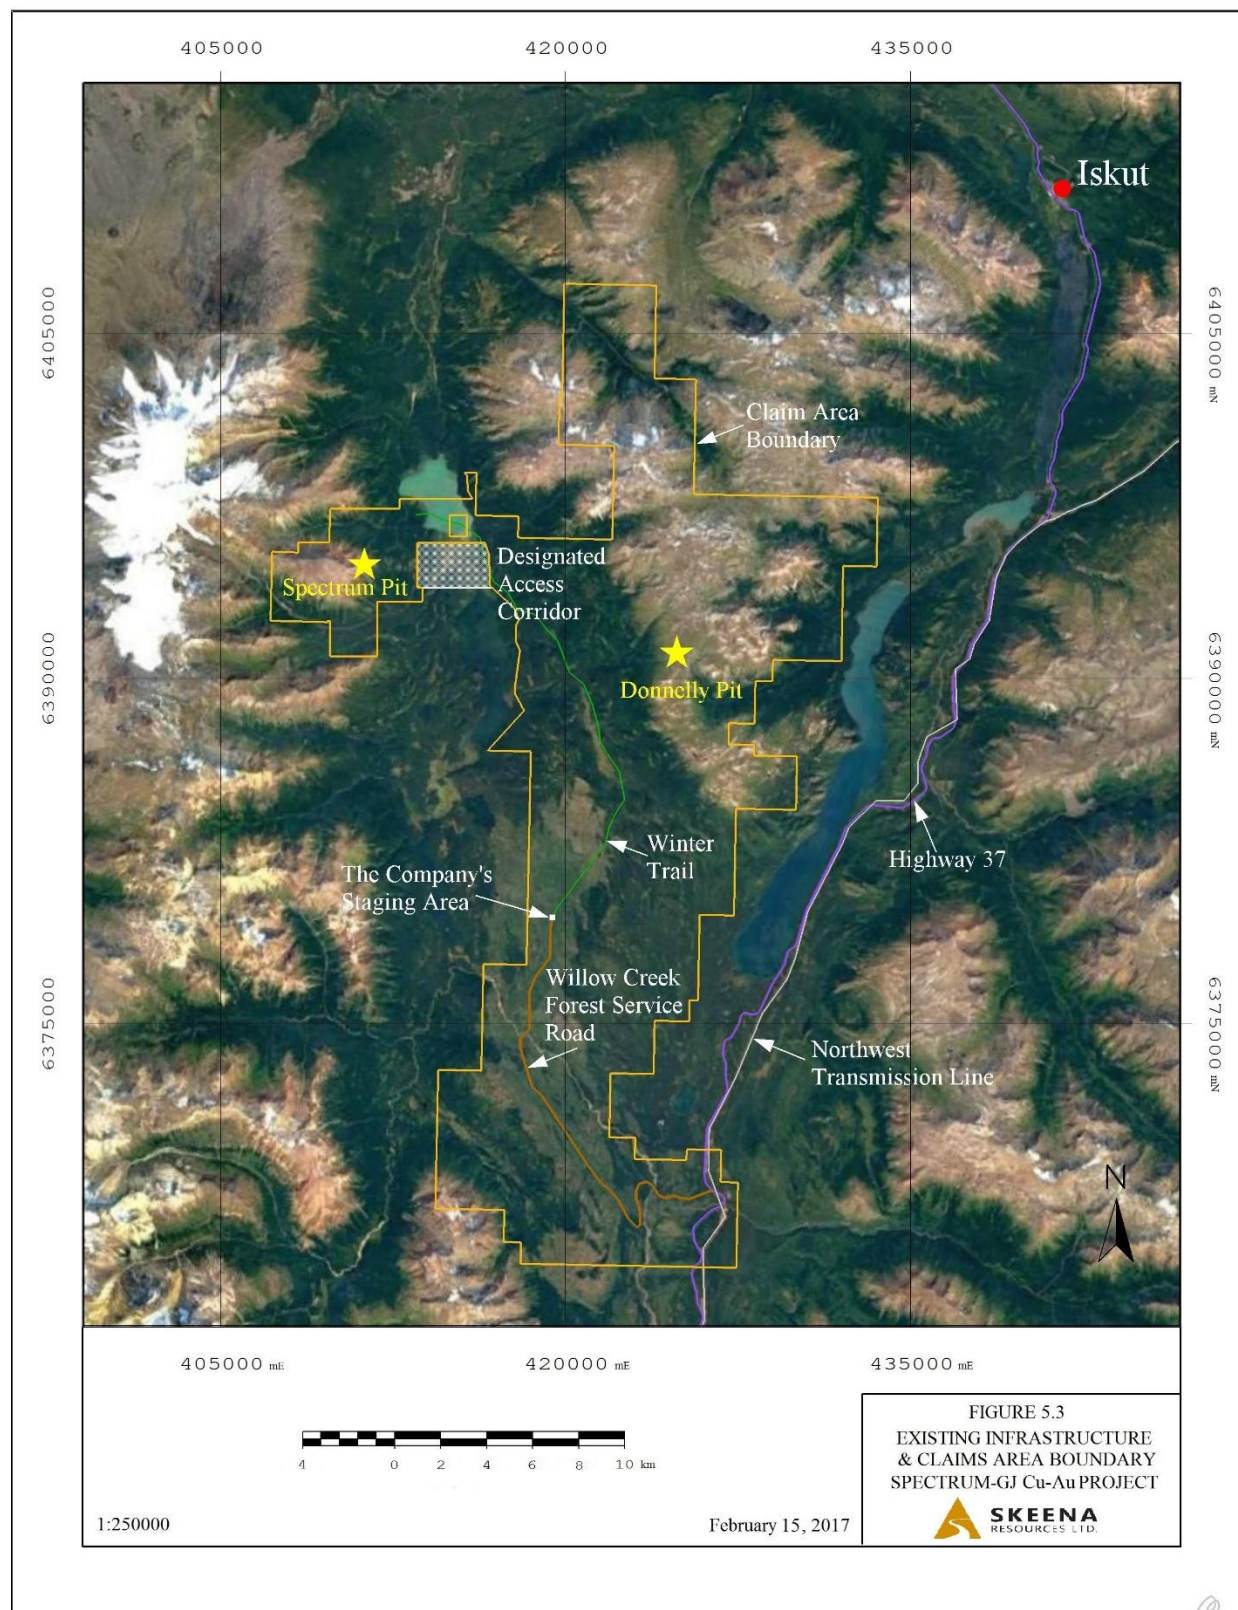 405000 420000 435000
Iskut
6405000
6405000 mN
Claim Area
Boundary
Designated
Access
Corridor
Spectrum Pit
6390000
6390000 mN
Donnelly Pit
Winter
Trail
Highway 37
The Company's
Staging Area
Willow Creek
Forest Service
Road
6375000
6375000 mN
Northwest
Transmission Line
N
405000 mE 420000 mE 435000 mE
4 0 2 4 6 8 10 km
FIGURE 5.3
EXISTING INFRASTRUCTURE
& CLAIMS AREA BOUNDARY
SPECTRUM-GJ Cu-Au PROJECT
SKEENA
RESOURCES LTD.
1:250000
February 15, 2017